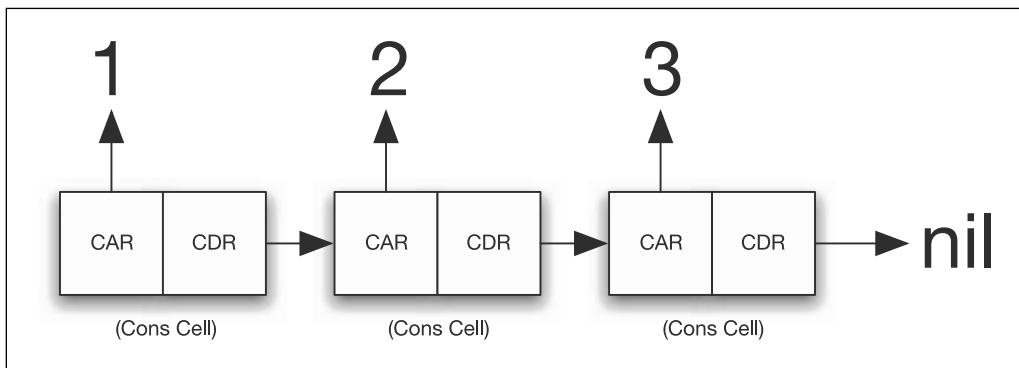 1 2 3
CAR CDR CAR CDR CAR CDR nil
(Cons Cell) (Cons Cell) (Cons Cell)